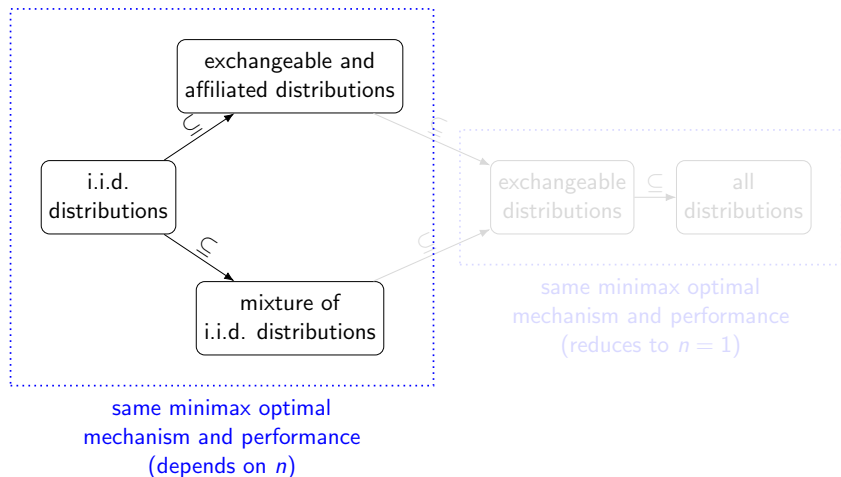 exchangeable and
affiliated distributions
⊆
⊆
i.i.d.
distributions
exchangeable
distributions
⊆
all
distributions
⊆
⊆
mixture of
i.i.d. distributions
same minimax optimal
mechanism and performance
(reduces to n = 1)
same minimax optimal
mechanism and performance
(depends on n)